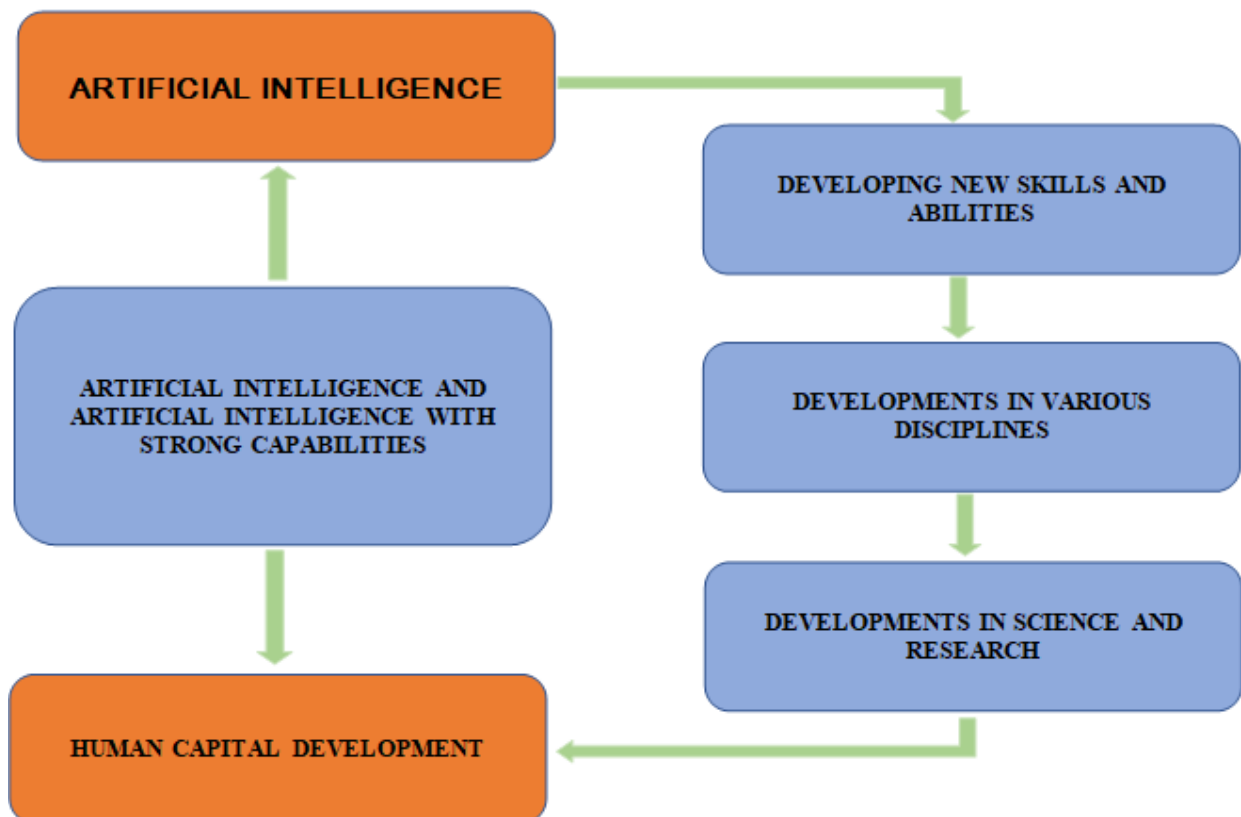 ARTIFICIAL INTELLIGENCE
DEVELOPING NEW SKILLS AND
ABILITIES
ARTIFICIAL INTELLIGENCE AND
ARTIFICIAL INTELLIGENCE WITH
STRONG CAPABILITIES
DEVELOPMENTS IN VARIOUS
DISCIPLINES
DEVELOPMENTS IN SCIENCE AND
RESEARCH
HUMAN CAPITAL DEVELOPMENT